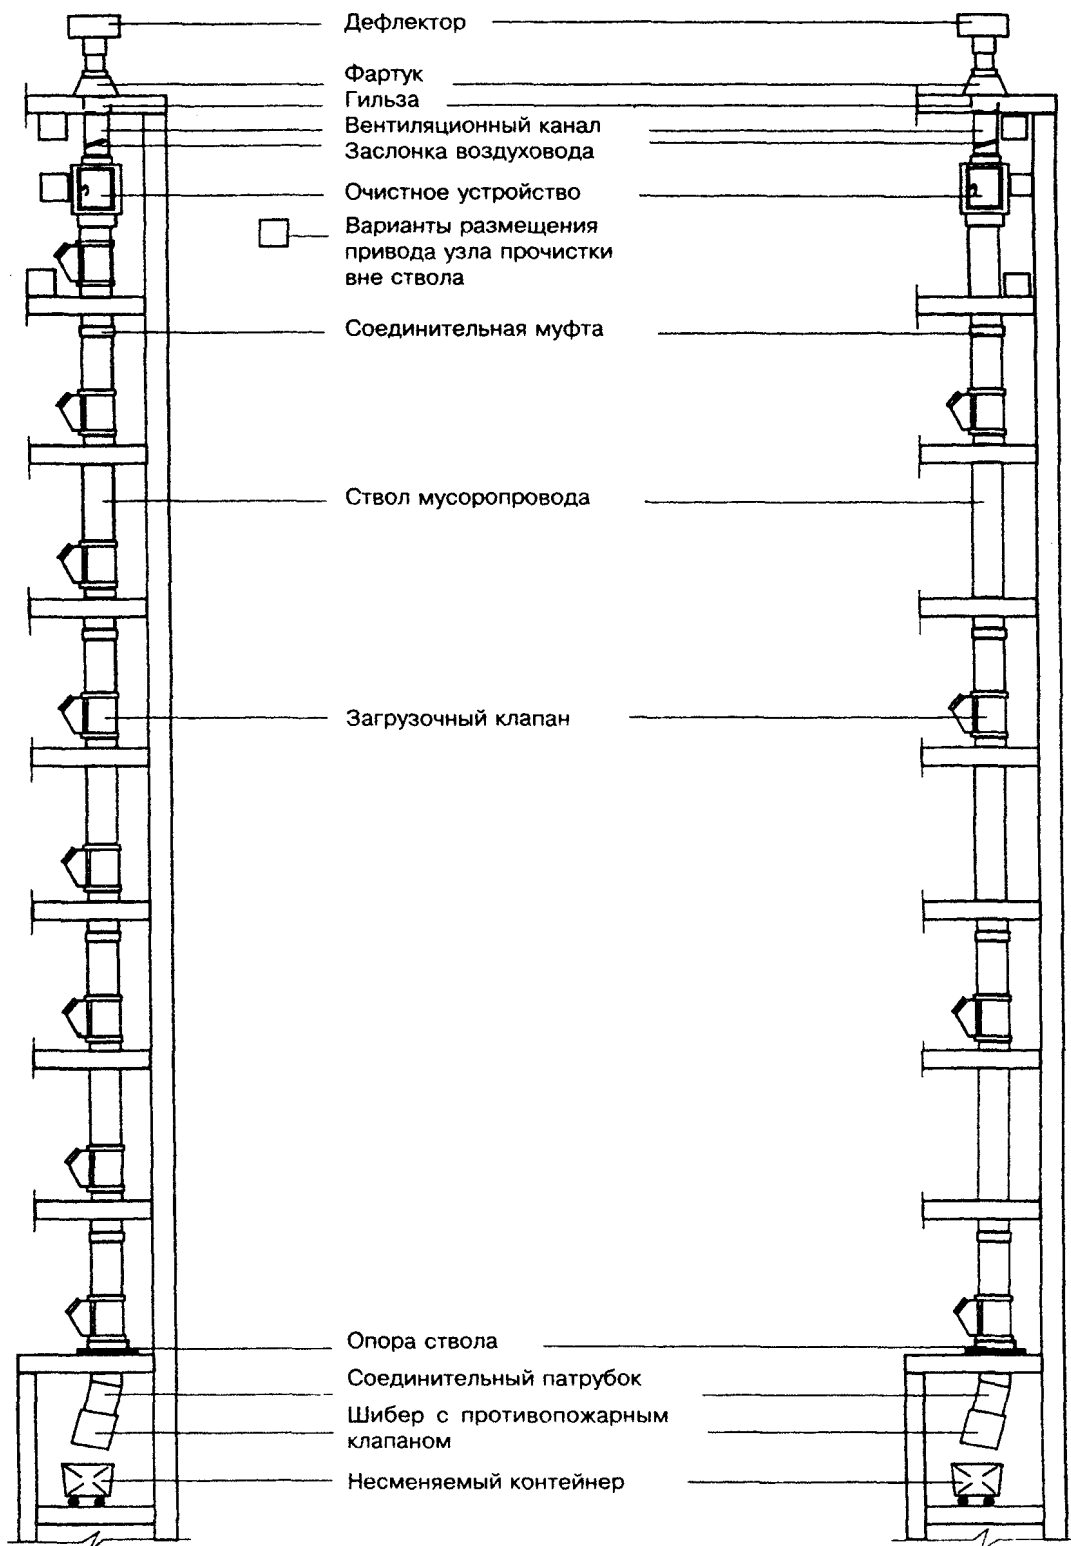 Дефлектор
Фартук
Гильза
Вентиляционный канал
Заслонка воздуховода
Очистное устройство
Варианты размещения
привода узла прочистки
вне ствола
Соединительная муфта
Ствол мусоропровода
Загрузочный клапан
Опора ствола
Соединительный патрубок
Шибер с противопожарным
клапаном
Несменяемый контейнер